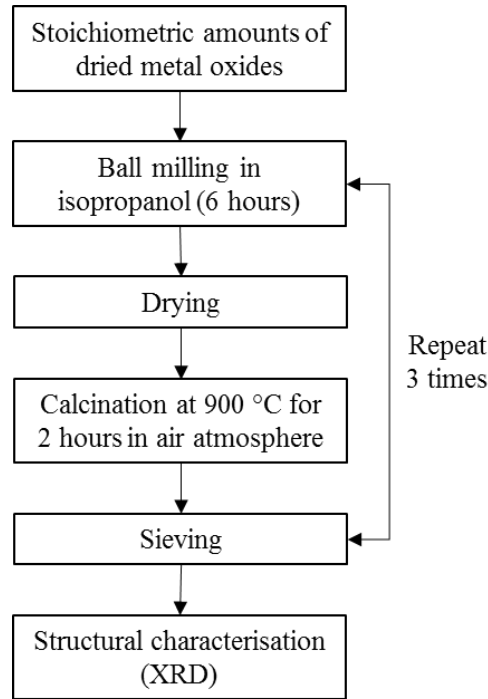 Stoichiometric amounts of
dried metal oxides
Ball milling in
isopropanol (6 hours)
Drying
Repeat
3 times
Calcination at 900 °C for
2 hours in air atmosphere
Sieving
Structural characterisation
(XRD)